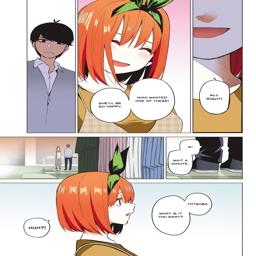 ALL
RIGHT!
NINO WANTED
ONE OF THESE!
SHE'LL BE
SO HAPPY.
WAIT A
MINUTE.
YOTSUBA.
WHAT IS IT
YOU WANT?
HUH?!